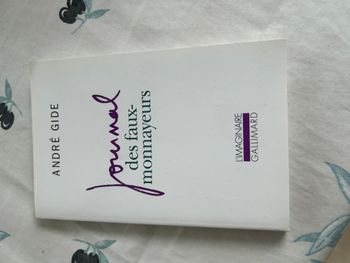 ANDRÉ GIDE
Journal
des faux-
monnayeurs
L'IMAGINAIRE
GALLIMARD